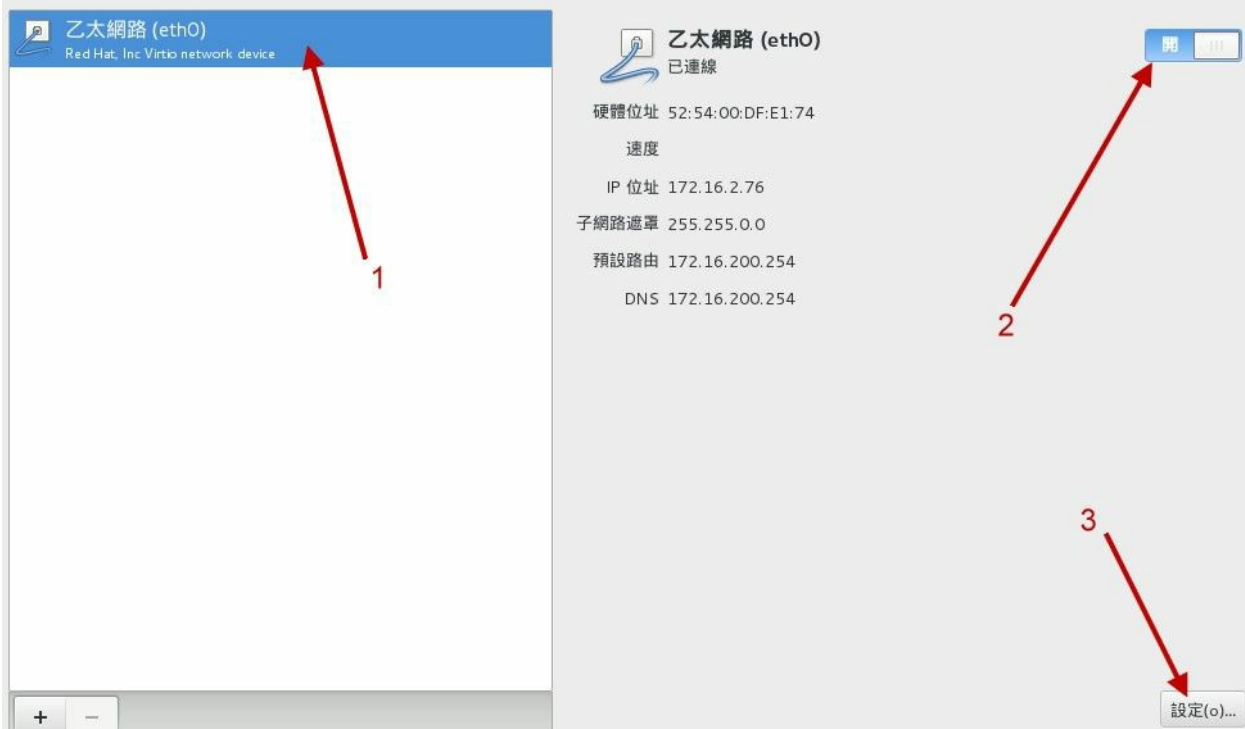 乙太網路 (eth0)
Red Hat, Inc Virtio network device
乙太網路 (eth0)
已連線
開
硬體位址 52:54:00:DF:E1:74
速度
IP 位址 172.16.2.76
子網路遮罩 255.255.0.0
預設路由 172.16.200.254
DNS 172.16.200.254
1
2
3
+ −
設定(o)...